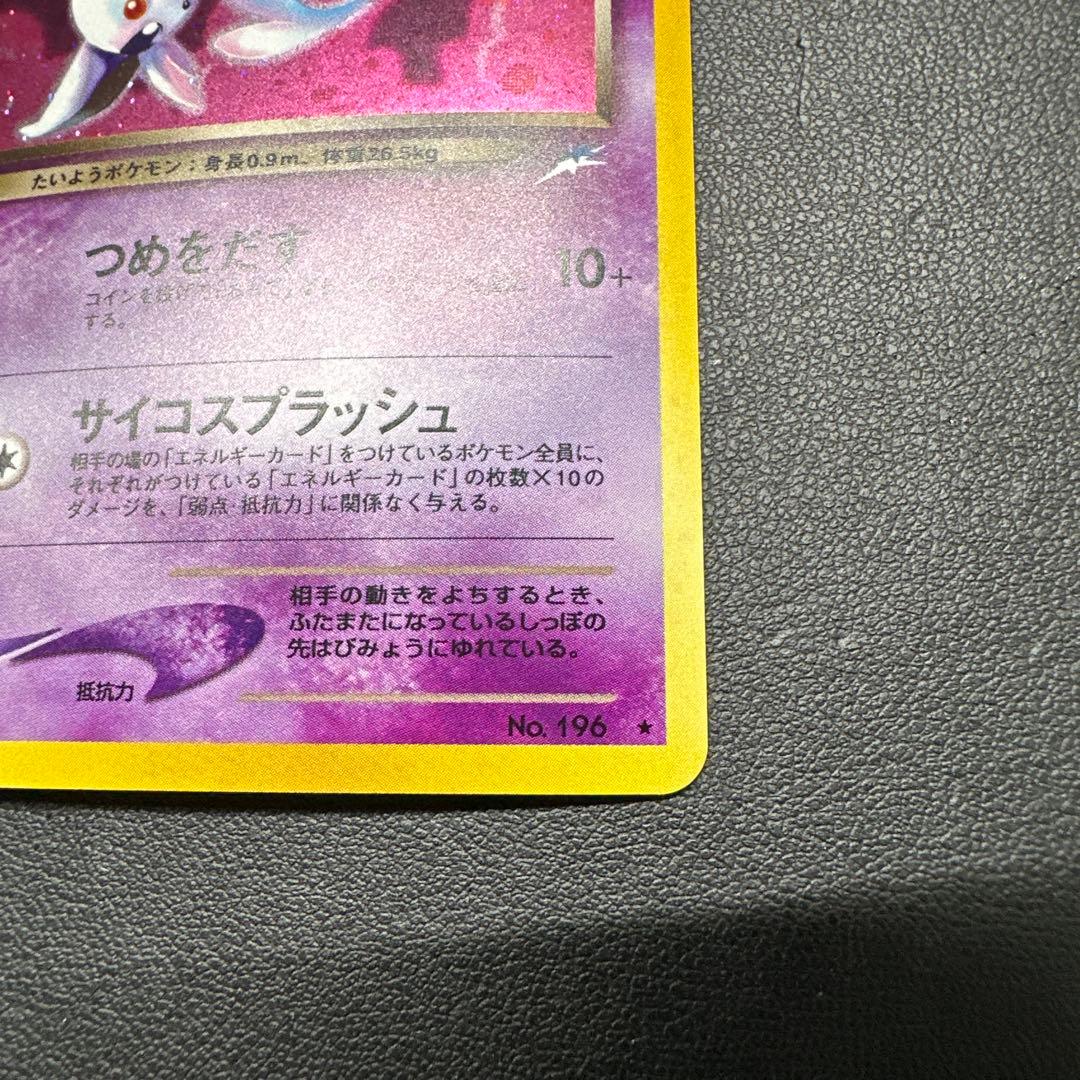 たいようポケモン：身長0.9m、体重26.5kg
つめをだす 10+
コインを
する。
サイコスプラッシュ
相手の場の「エネルギーカード」をつけているポケモン全員に、
それぞれがつけている「エネルギーカード」の枚数×10の
ダメージを、「弱点・抵抗力」に関係なく与える。
相手の動きをよちするとき、
ふたまたになっているしっぽの
先はびみょうにゆれている。
抵抗力
No. 196 ★